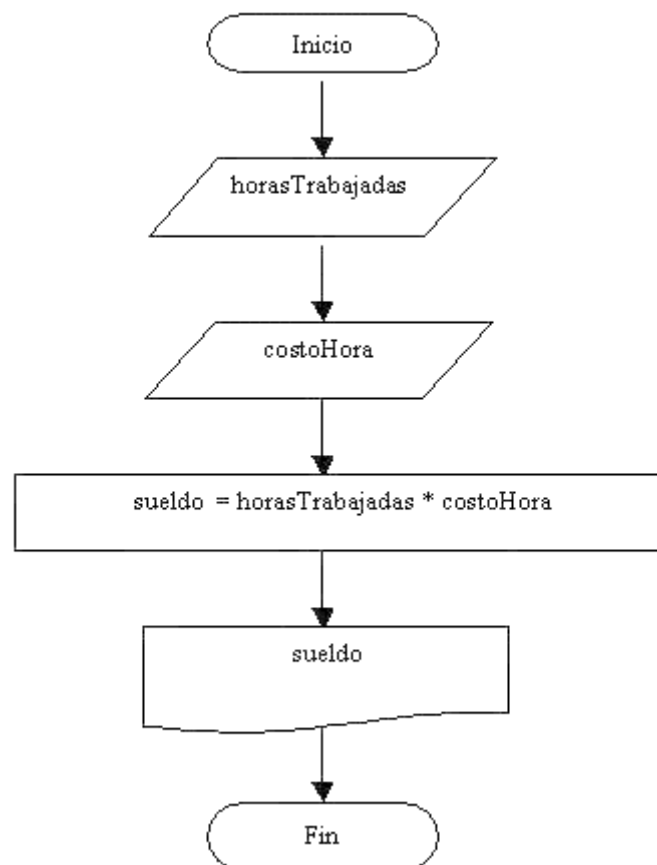 Inicio
horasTrabajadas
costoHora
sueldo = horasTrabajadas * costoHora
sueldo
Fin